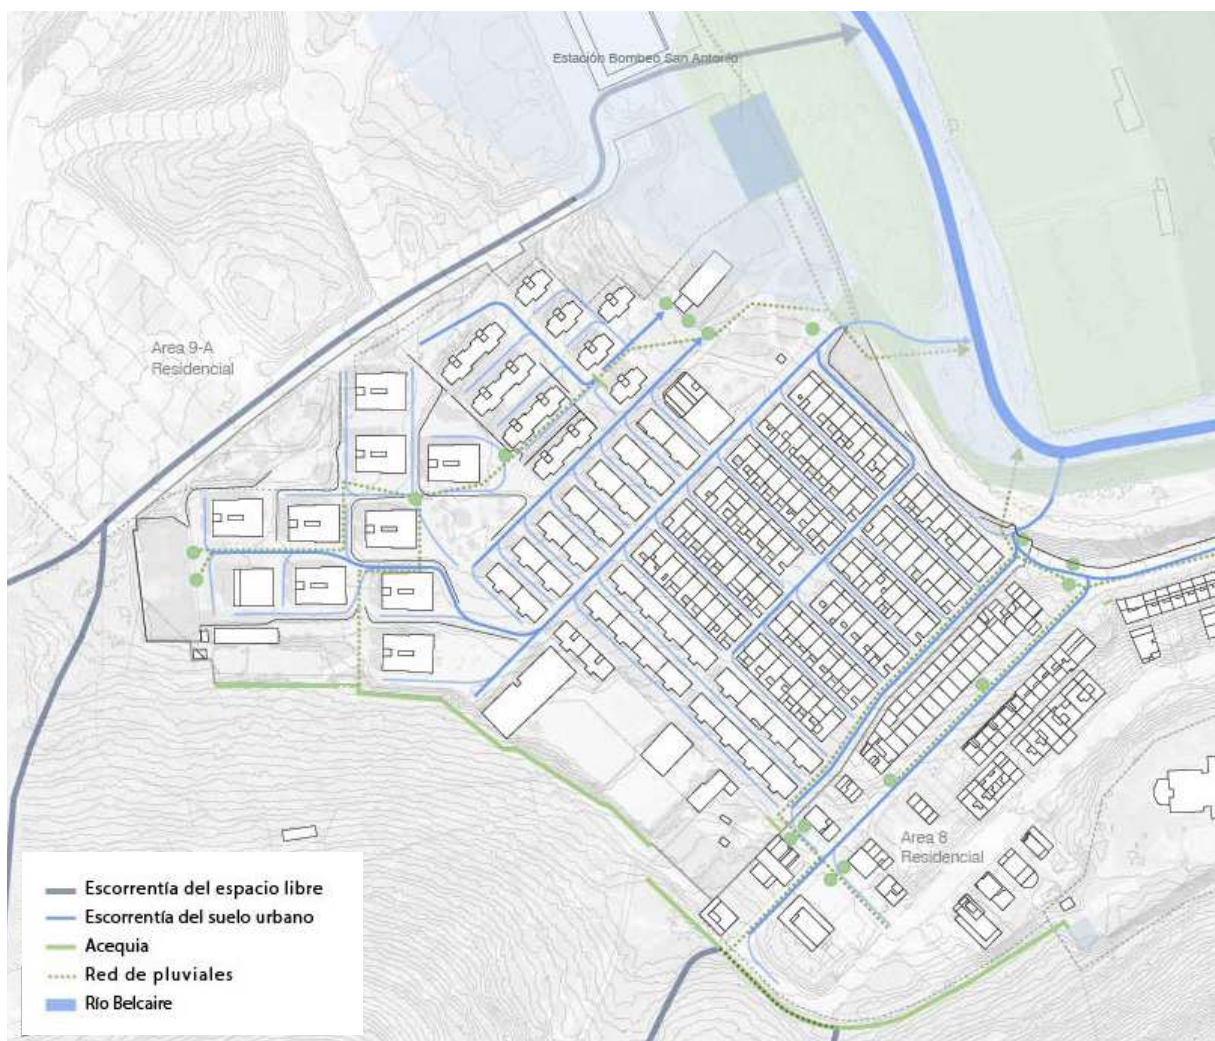 Estación Bombeo San Antonio
Area 9-A
Residencial
Area 8
Residencial
Escorrentía del espacio libre
Escorrentía del suelo urbano
Acequia
Red de pluviales
Río Belcaire